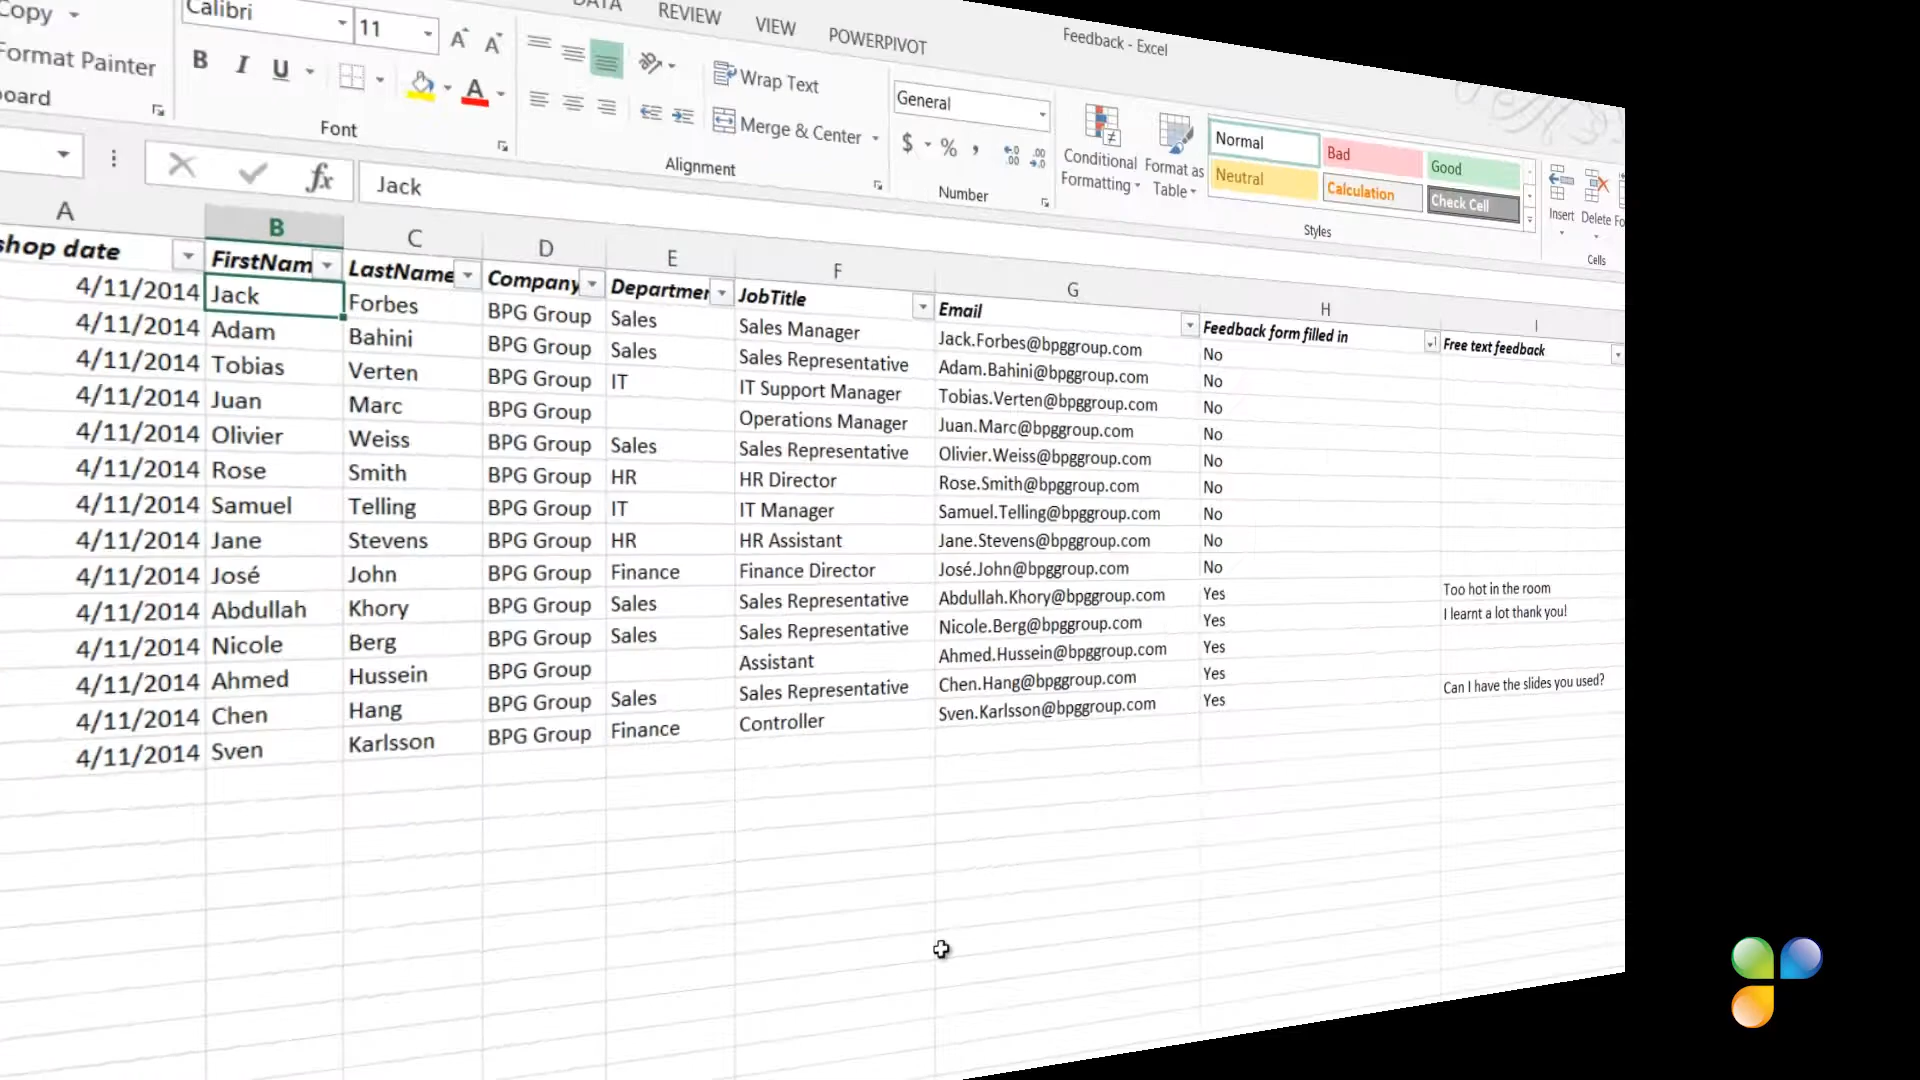 DATA REVIEW VIEW POWERPIVOT Feedback - Excel
Copy Calibri 11 Wrap Text General Conditional Formatting Format as Table Normal Bad Good
Format Painter B I U A Merge & Center $ % , Neutral Calculation Check Cell Insert Delete
Font Alignment Number Styles Cells
fx Jack
A B C D E F G H I
shop date FirstNam LastName Company Departmer JobTitle Email Feedback form filled in Free text feedback
4/11/2014 Jack Forbes BPG Group Sales Sales Manager Jack.Forbes@bpggroup.com No
4/11/2014 Adam Bahini BPG Group Sales Sales Representative Adam.Bahini@bpggroup.com No
4/11/2014 Tobias Verten BPG Group IT IT Support Manager Tobias.Verten@bpggroup.com No
4/11/2014 Juan Marc BPG Group Operations Manager Juan.Marc@bpggroup.com No
4/11/2014 Olivier Weiss BPG Group Sales Sales Representative Olivier.Weiss@bpggroup.com No
4/11/2014 Rose Smith BPG Group HR HR Director Rose.Smith@bpggroup.com No
4/11/2014 Samuel Telling BPG Group IT IT Manager Samuel.Telling@bpggroup.com No
4/11/2014 Jane Stevens BPG Group HR HR Assistant Jane.Stevens@bpggroup.com No
4/11/2014 José John BPG Group Finance Finance Director José.John@bpggroup.com No
4/11/2014 Abdullah Khory BPG Group Sales Sales Representative Abdullah.Khory@bpggroup.com Yes Too hot in the room
4/11/2014 Nicole Berg BPG Group Sales Sales Representative Nicole.Berg@bpggroup.com Yes I learnt a lot thank you!
4/11/2014 Ahmed Hussein BPG Group Assistant Ahmed.Hussein@bpggroup.com Yes
4/11/2014 Chen Hang BPG Group Sales Sales Representative Chen.Hang@bpggroup.com Yes Can I have the slides you used?
4/11/2014 Sven Karlsson BPG Group Finance Controller Sven.Karlsson@bpggroup.com Yes